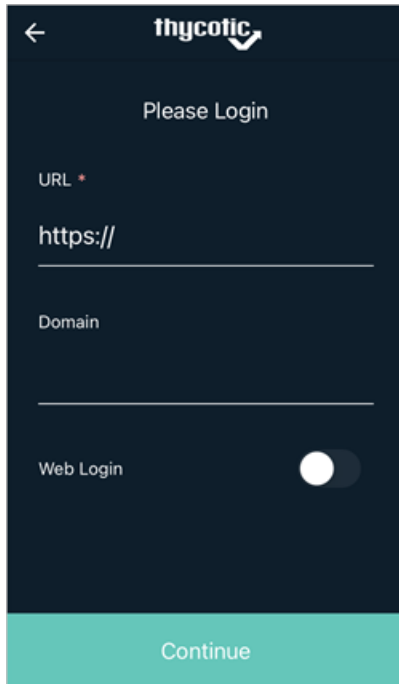 thycotic
Please Login
URL *
https://
Domain
Web Login
Continue